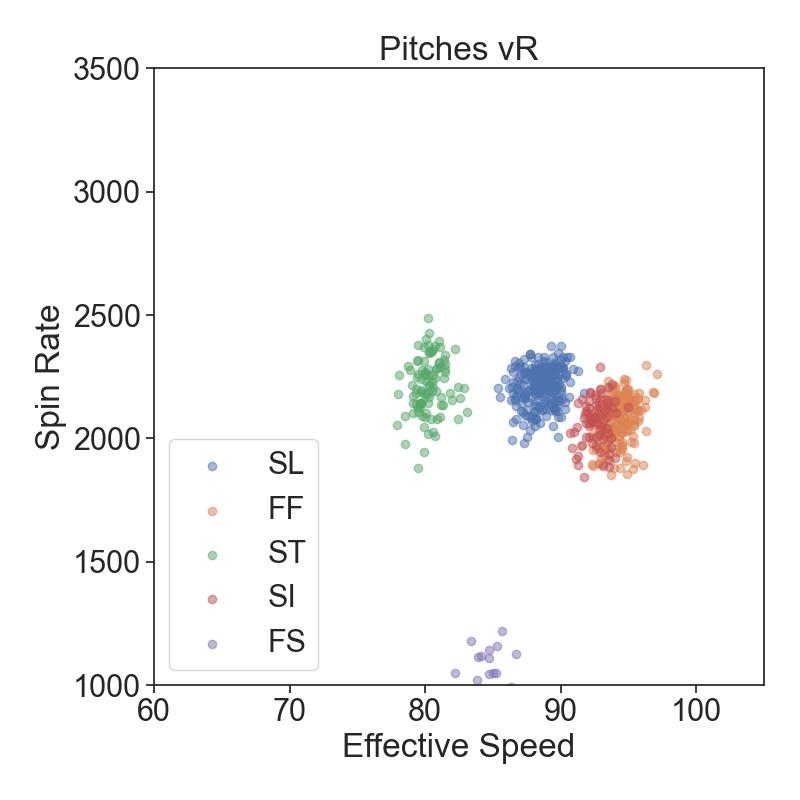 Pitches vR
3500
3000
2500
2000
1500
1000
Spin Rate
SL
FF
ST
SI
FS
60 70 80 90 100
Effective Speed